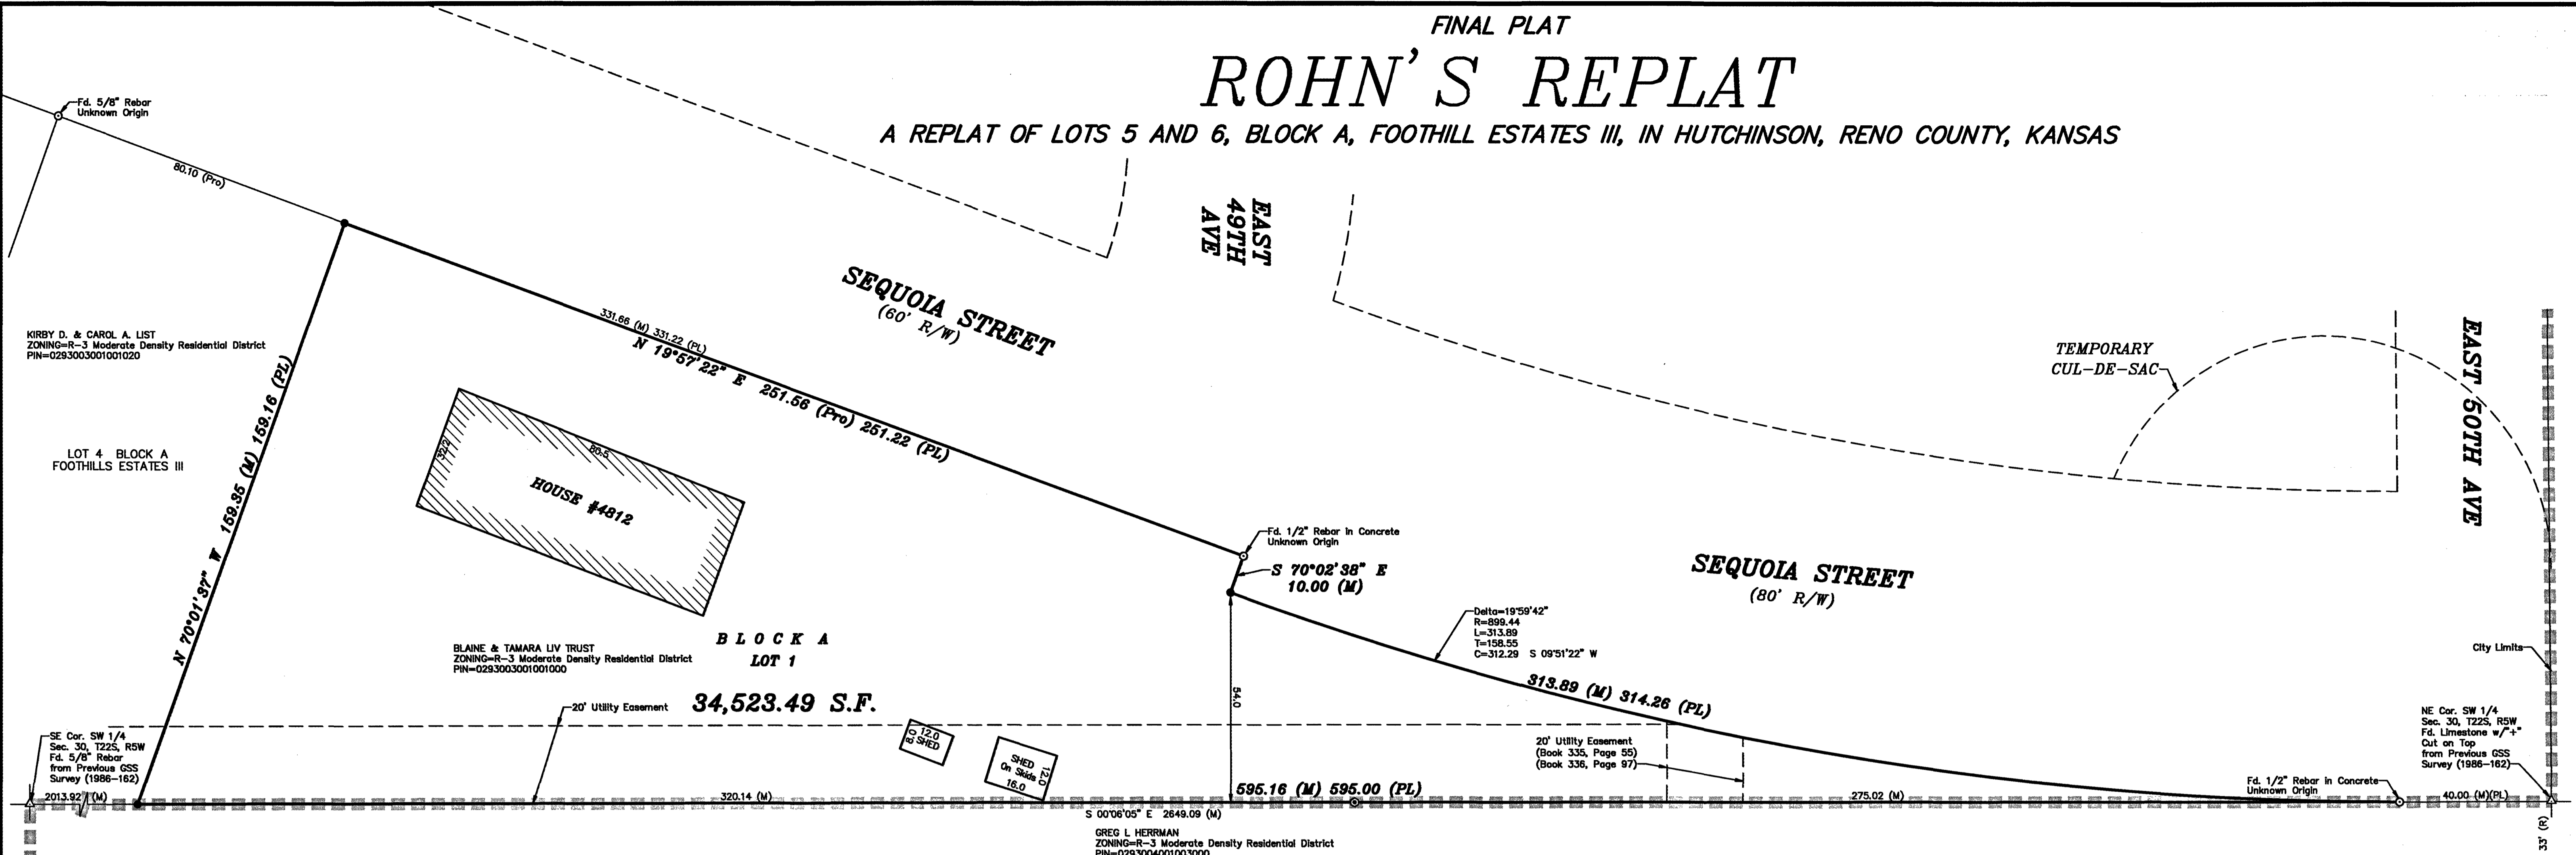 FINAL PLAT
ROHN'S REPLAT
A REPLAT OF LOTS 5 AND 6, BLOCK A, FOOTHILL ESTATES III, IN HUTCHINSON, RENO COUNTY, KANSAS
Fd. 5/8" Rebar
Unknown Origin
80.10 (Pro)
EAST
49TH
AVE
SEQUOIA STREET
(60' R/W)
331.66 (M) 331.22 (PL)
N 19°57'22" E 251.56 (Pro) 251.22 (PL)
KIRBY D. & CAROL A. LIST
ZONING=R-3 Moderate Density Residential District
PIN=0293003001001020
N 70°01'37" W 159.35 (M) 159.16 (PL)
LOT 4 BLOCK A
FOOTHILLS ESTATES III
32.2
80.5
HOUSE #4812
TEMPORARY
CUL-DE-SAC
EAST 50TH AVE
Fd. 1/2" Rebar in Concrete
Unknown Origin
S 70°02'38" E
10.00 (M)
SEQUOIA STREET
(80' R/W)
Delta=19°59'42"
R=899.44
L=313.89
T=158.55
C=312.29 S 09°51'22" W
BLAINE & TAMARA LIV TRUST
ZONING=R-3 Moderate Density Residential District
PIN=0293003001001000
BLOCK A
LOT 1
34,523.49 S.F.
20' Utility Easement
54.0
313.89 (M) 314.26 (PL)
City Limits
SE Cor. SW 1/4
Sec. 30, T22S, R5W
Fd. 5/8" Rebar
from Previous GSS
Survey (1986-162)
8.0
12.0
SHED
SHED
On Skids
12.0
16.0
20' Utility Easement
(Book 335, Page 55)
(Book 336, Page 97)
NE Cor. SW 1/4
Sec. 30, T22S, R5W
Fd. Limestone w/"+"
Cut on Top
from Previous GSS
Survey (1986-162)
Fd. 1/2" Rebar in Concrete
Unknown Origin
2013.92 (M)
320.14 (M)
595.16 (M) 595.00 (PL)
275.02 (M)
40.00 (M)(PL)
S 00°06'05" E 2649.09 (M)
33' (R)
GREG L HERRMAN
ZONING=R-3 Moderate Density Residential District
PIN=0293004001003000